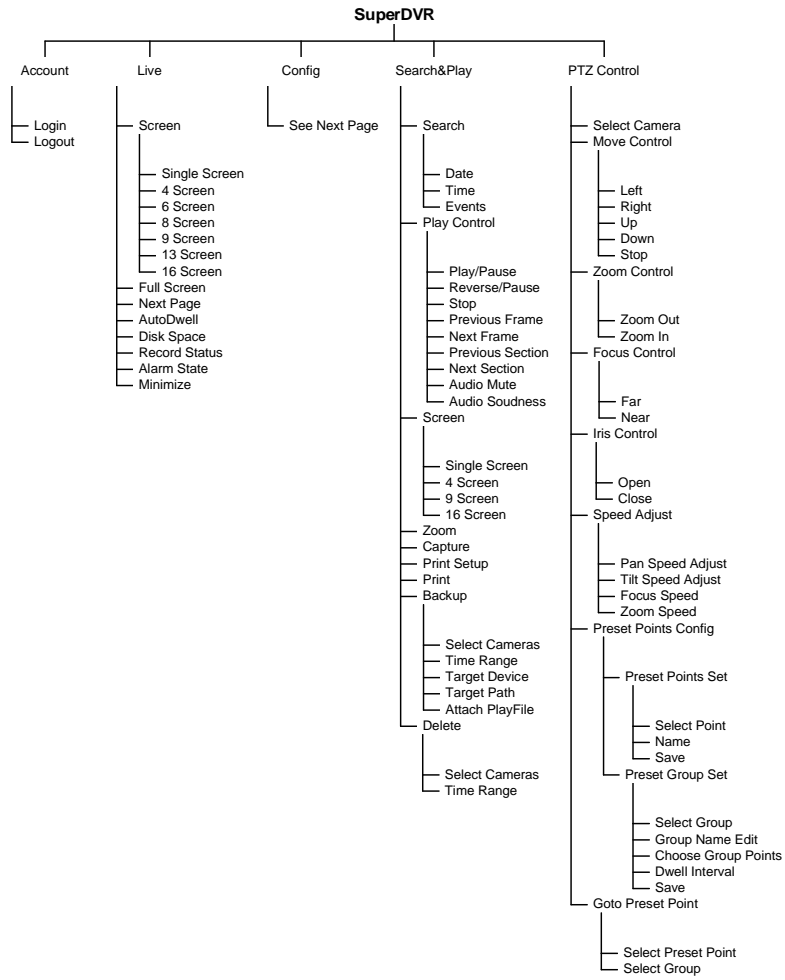 SuperDVR
Account
Login
Logout
Live
Screen
Single Screen
4 Screen
6 Screen
8 Screen
9 Screen
13 Screen
16 Screen
Full Screen
Next Page
AutoDwell
Disk Space
Record Status
Alarm State
Minimize
Config
See Next Page
Search&Play
Search
Date
Time
Events
Play Control
Play/Pause
Reverse/Pause
Stop
Previous Frame
Next Frame
Previous Section
Next Section
Audio Mute
Audio Soudness
Screen
Single Screen
4 Screen
9 Screen
16 Screen
Zoom
Capture
Print Setup
Print
Backup
Select Cameras
Time Range
Target Device
Target Path
Attach PlayFile
Delete
Select Cameras
Time Range
PTZ Control
Select Camera
Move Control
Left
Right
Up
Down
Stop
Zoom Control
Zoom Out
Zoom In
Focus Control
Far
Near
Iris Control
Open
Close
Speed Adjust
Pan Speed Adjust
Tilt Speed Adjust
Focus Speed
Zoom Speed
Preset Points Config
Preset Points Set
Select Point
Name
Save
Preset Group Set
Select Group
Group Name Edit
Choose Group Points
Dwell Interval
Save
Goto Preset Point
Select Preset Point
Select Group